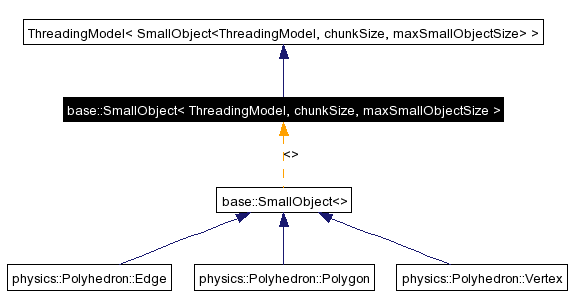 ThreadingModel< SmallObject<ThreadingModel, chunkSize, maxSmallObjectSize> >
base::SmallObject< ThreadingModel, chunkSize, maxSmallObjectSize >
<>
base::SmallObject<>
physics::Polyhedron::Edge
physics::Polyhedron::Polygon
physics::Polyhedron::Vertex